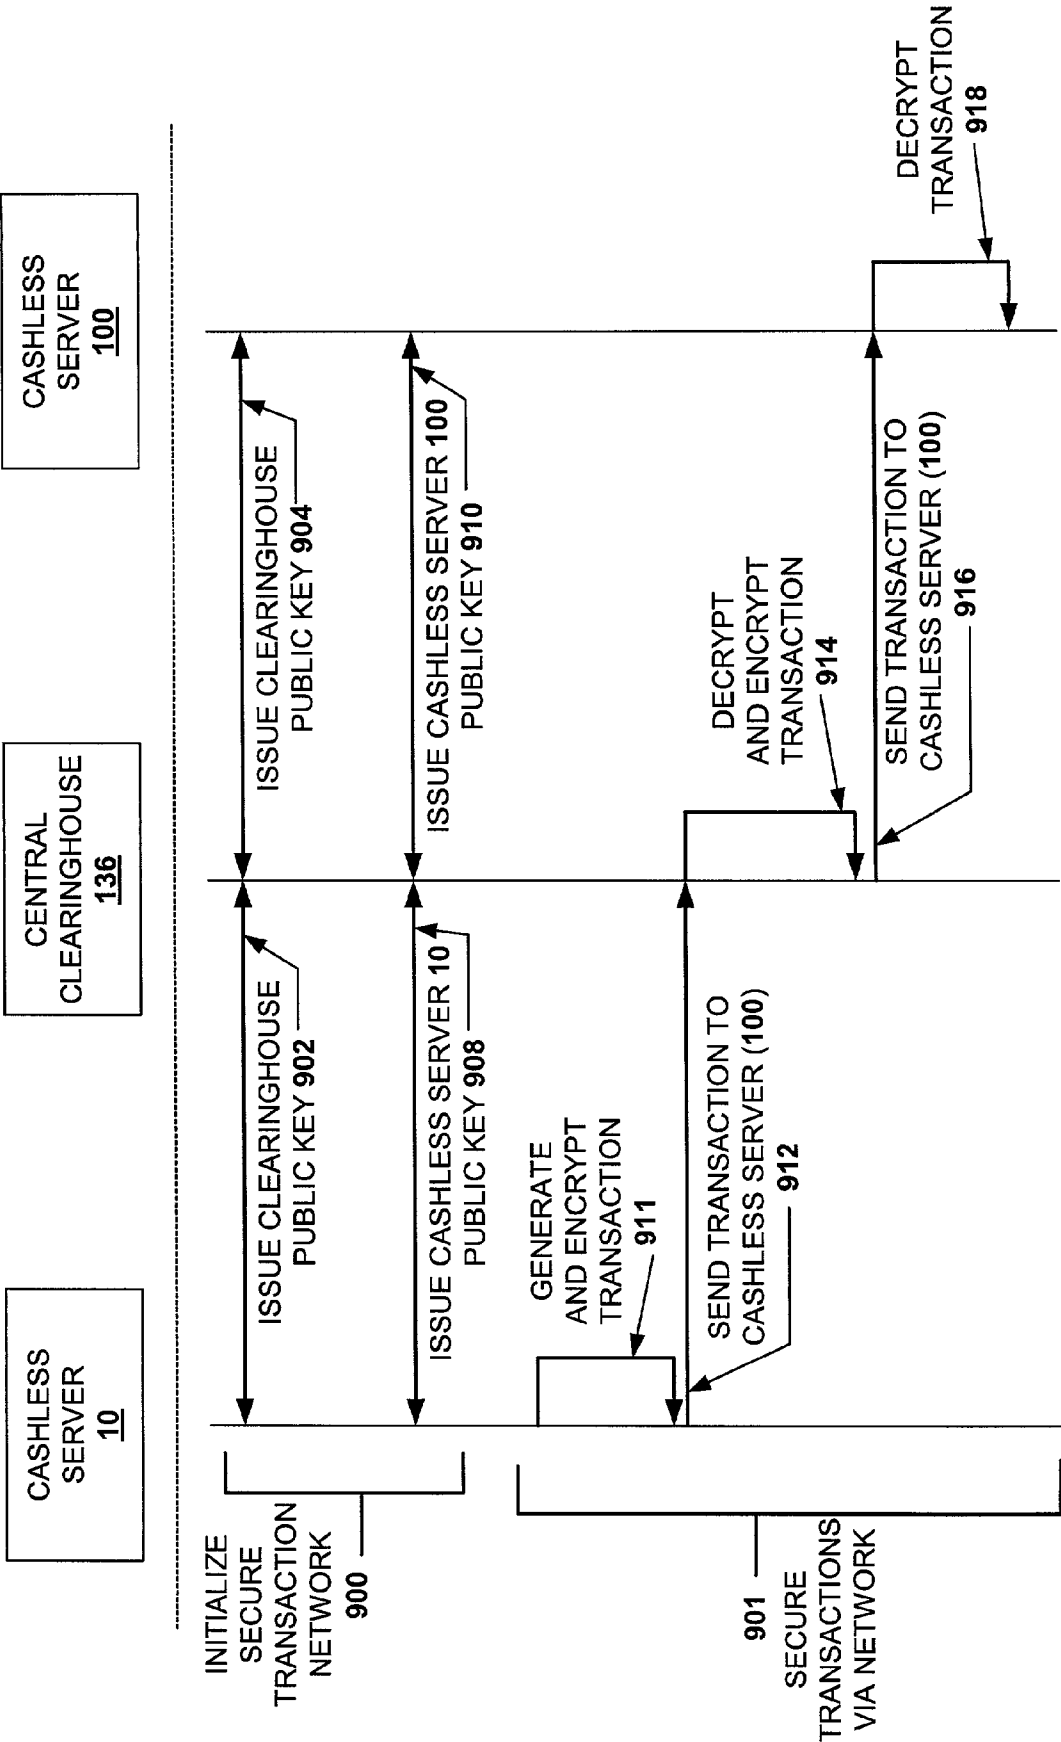 CASHLESS
SERVER
10
CENTRAL
CLEARINGHOUSE
136
CASHLESS
SERVER
100
INITIALIZE
SECURE
TRANSACTION
NETWORK
900
ISSUE CLEARINGHOUSE
PUBLIC KEY 902
ISSUE CLEARINGHOUSE
PUBLIC KEY 904
ISSUE CASHLESS SERVER 10
PUBLIC KEY 908
ISSUE CASHLESS SERVER 100
PUBLIC KEY 910
901
SECURE
TRANSACTIONS
VIA NETWORK
GENERATE
AND ENCRYPT
TRANSACTION
911
SEND TRANSACTION TO
CASHLESS SERVER (100)
912
DECRYPT
AND ENCRYPT
TRANSACTION
914
SEND TRANSACTION TO
CASHLESS SERVER (100)
916
DECRYPT
TRANSACTION
918